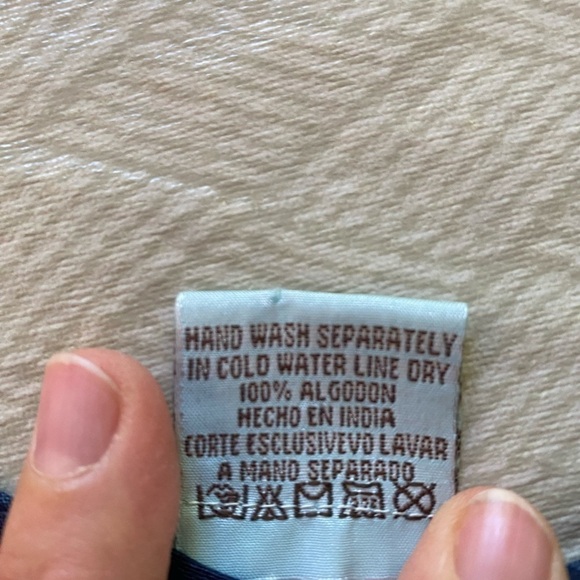 HAND WASH SEPARATELY
IN COLD WATER LINE DRY
100% ALGODON
HECHO EN INDIA
CORTE ESCLUSIVEVO LAVAR
A MANO SEPARADO